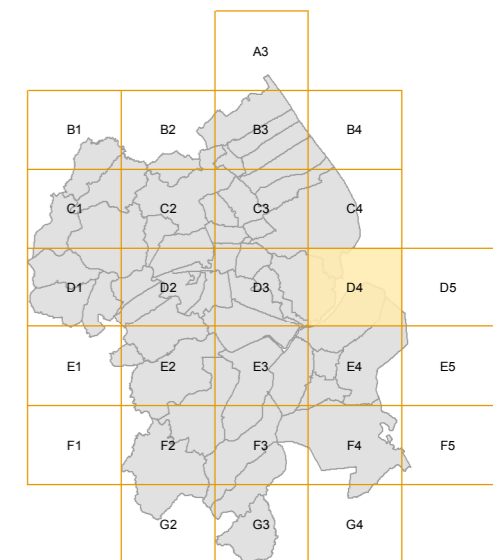 A3
B1 B2 B3 B4
C1 C2 C3 C4
D1 D2 D3 D4 D5
E1 E2 E3 E4 E5
F1 F2 F3 F4 F5
G2 G3 G4